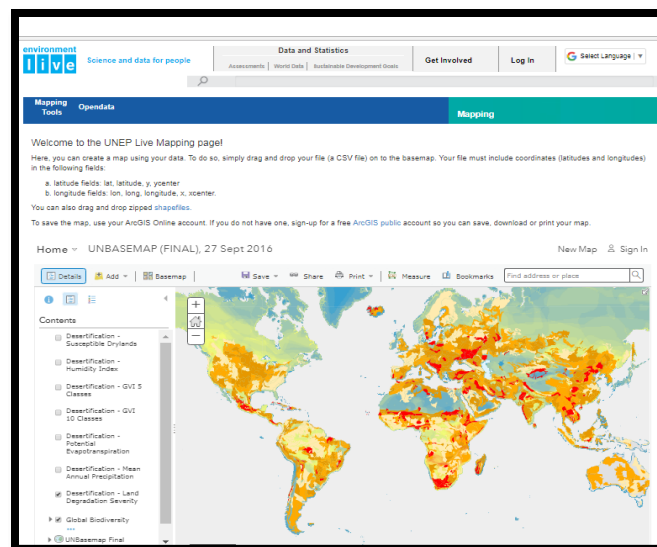 environment
live
Science and data for people
Data and Statistics
Assessments | World Data | Sustainable Development Goals
Get Involved
Log In
G Select Language | ▼
Mapping Tools
Opendata
Mapping
Welcome to the UNEP Live Mapping page!
Here, you can create a map using your data. To do so, simply drag and drop your file (a CSV file) on to the basemap. Your file must include coordinates (latitudes and longitudes)
in the following fields:
a. latitude fields: lat, latitude, y, ycenter
b. longitude fields: lon, long, longitude, x, xcenter.
You can also drag and drop zipped shapefiles.
To save the map, use your ArcGIS Online account. If you do not have one, sign-up for a free ArcGIS public account so you can save, download or print your map.
Home UNBASEMAP (FINAL), 27 Sept 2016
New Map Sign In
Details Add Basemap Save Share Print Measure Bookmarks Find address or place
Contents
Desertification -
Susceptible Drylands
Desertification -
Humidity Index
Desertification - GVI 5
Classes
Desertification - GVI
10 Classes
Desertification -
Potential
Evapotranspiration
Desertification - Mean
Annual Precipitation
Desertification - Land
Degradation Severity
Global Biodiversity
UNBasemap Final